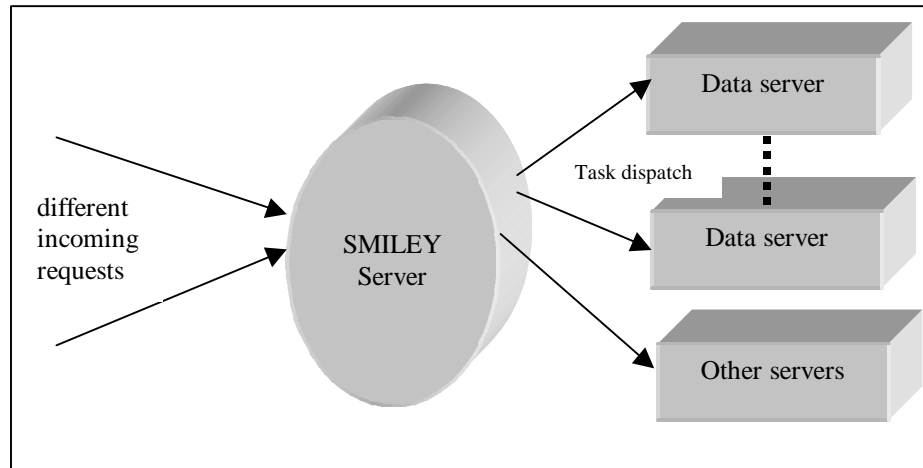 different
incoming
requests
SMILEY
Server
Task dispatch
Data server
Data server
Other servers